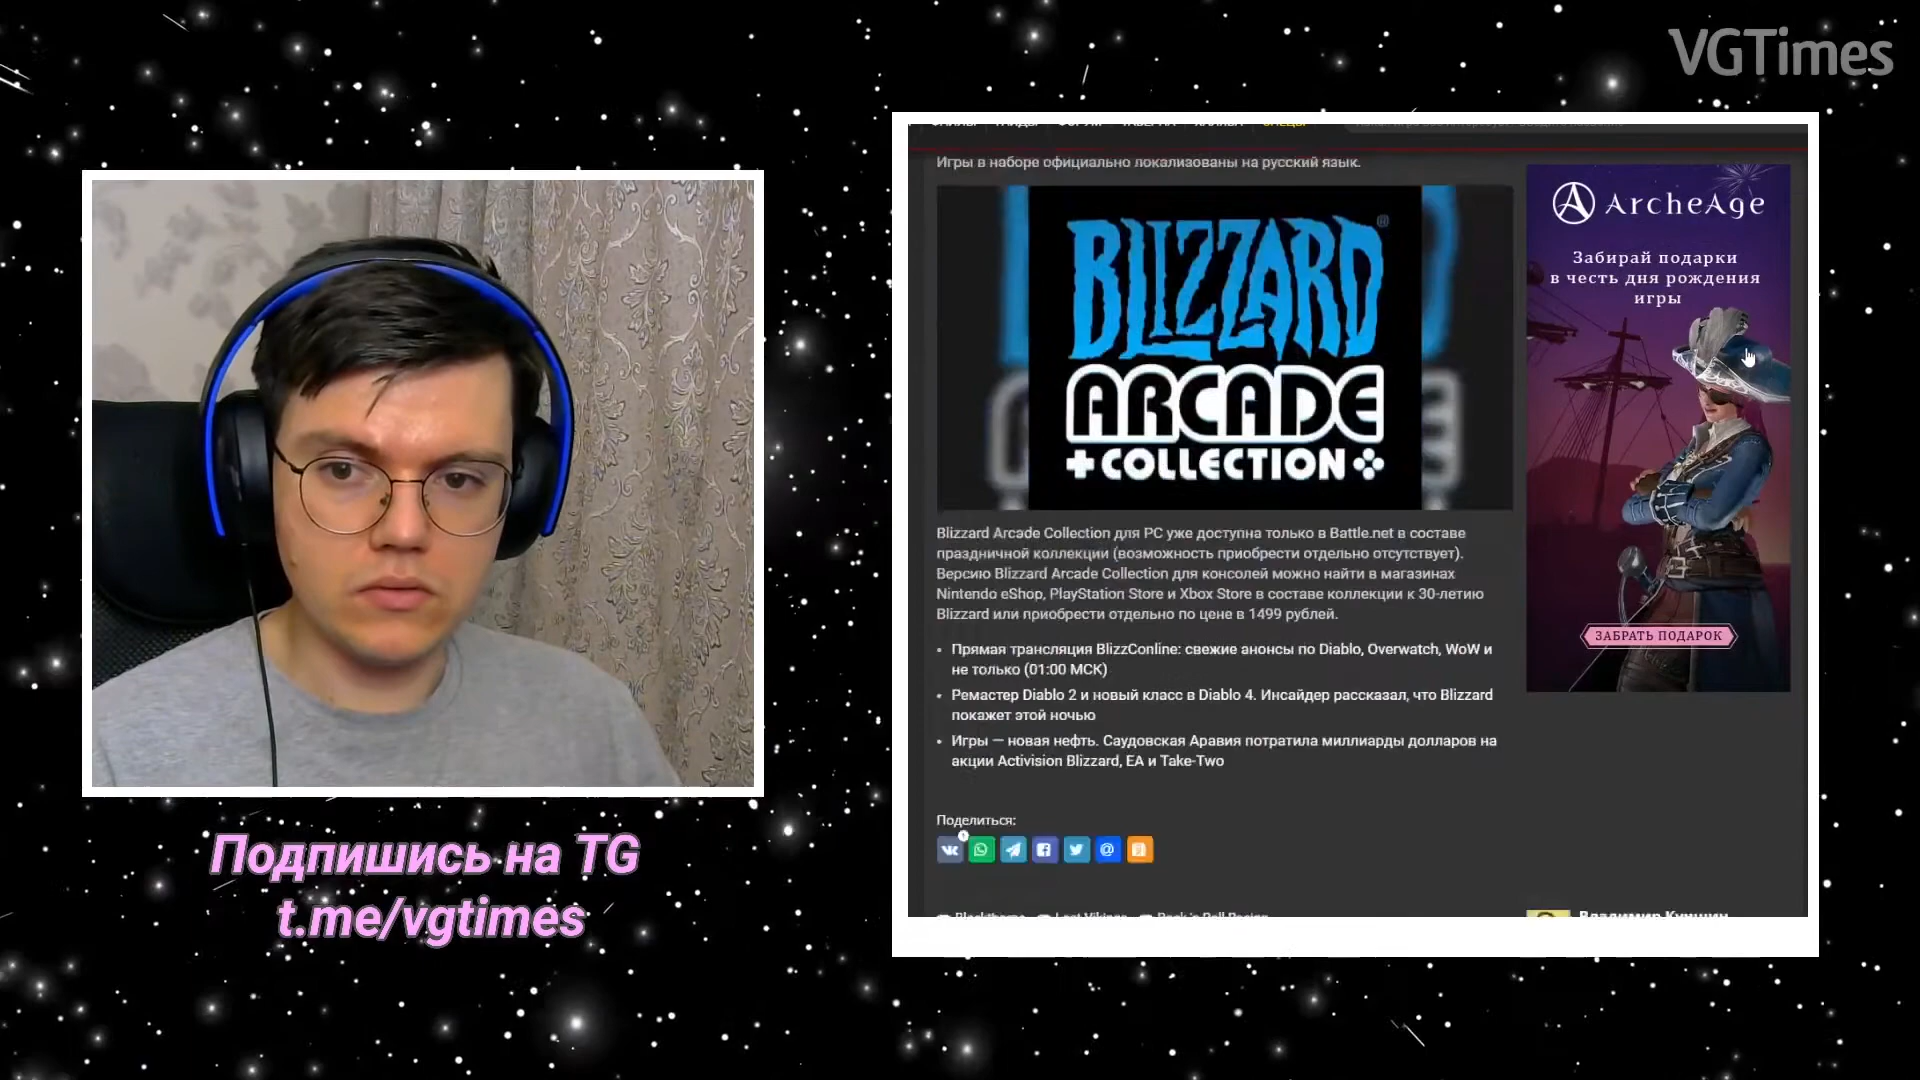 VGTimes
Игры в наборе официально локализованы на русский язык.
BLIZZARD®
ARCADE
COLLECTION
ArcheAge
Забирай подарки
в честь дня рождения
игры
ЗАБРАТЬ ПОДАРОК
Blizzard Arcade Collection для PC уже доступна только в Battle.net в составе
праздничной коллекции (возможность приобрести отдельно отсутствует).
Версию Blizzard Arcade Collection для консолей можно найти в магазинах
Nintendo eShop, PlayStation Store и Xbox Store в составе коллекции к 30-летию
Blizzard или приобрести отдельно по цене в 1499 рублей.
Прямая трансляция BlizzConline: свежие анонсы по Diablo, Overwatch, WoW и
не только (01:00 МСК)
Ремастер Diablo 2 и новый класс в Diablo 4. Инсайдер рассказал, что Blizzard
покажет этой ночью
Игры — новая нефть. Саудовская Аравия потратила миллиарды долларов на
акции Activision Blizzard, EA и Take-Two
Поделиться:
1
Подпишись на TG
t.me/vgtimes